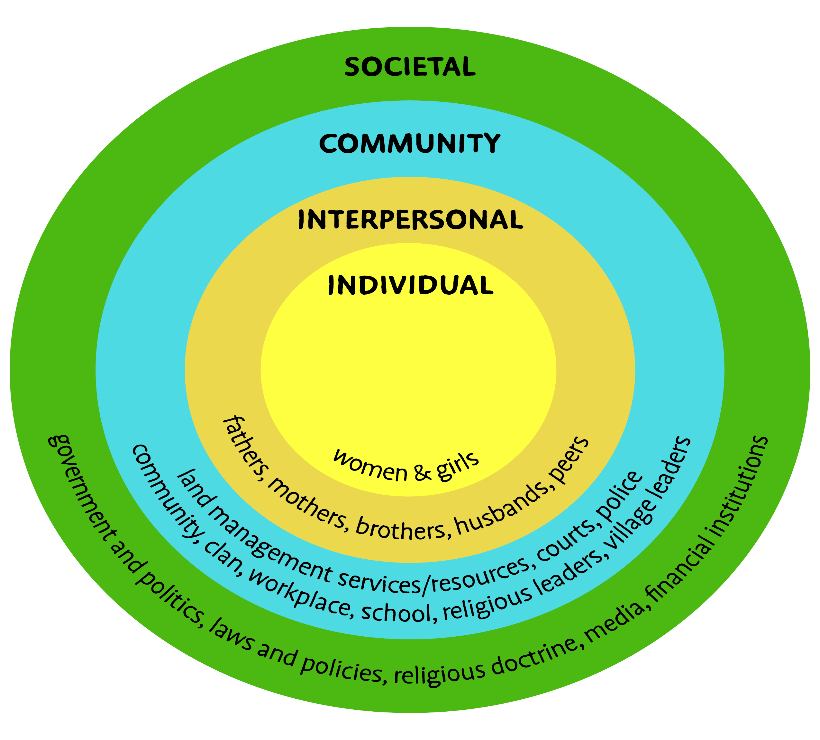 SOCIETAL
COMMUNITY
INTERPERSONAL
INDIVIDUAL
women & girls
fathers, mothers, brothers, husbands, peers
land management services/resources, courts, police
community, clan, workplace, school, religious leaders, village leaders
government and politics, laws and policies, religious doctrine, media, financial institutions